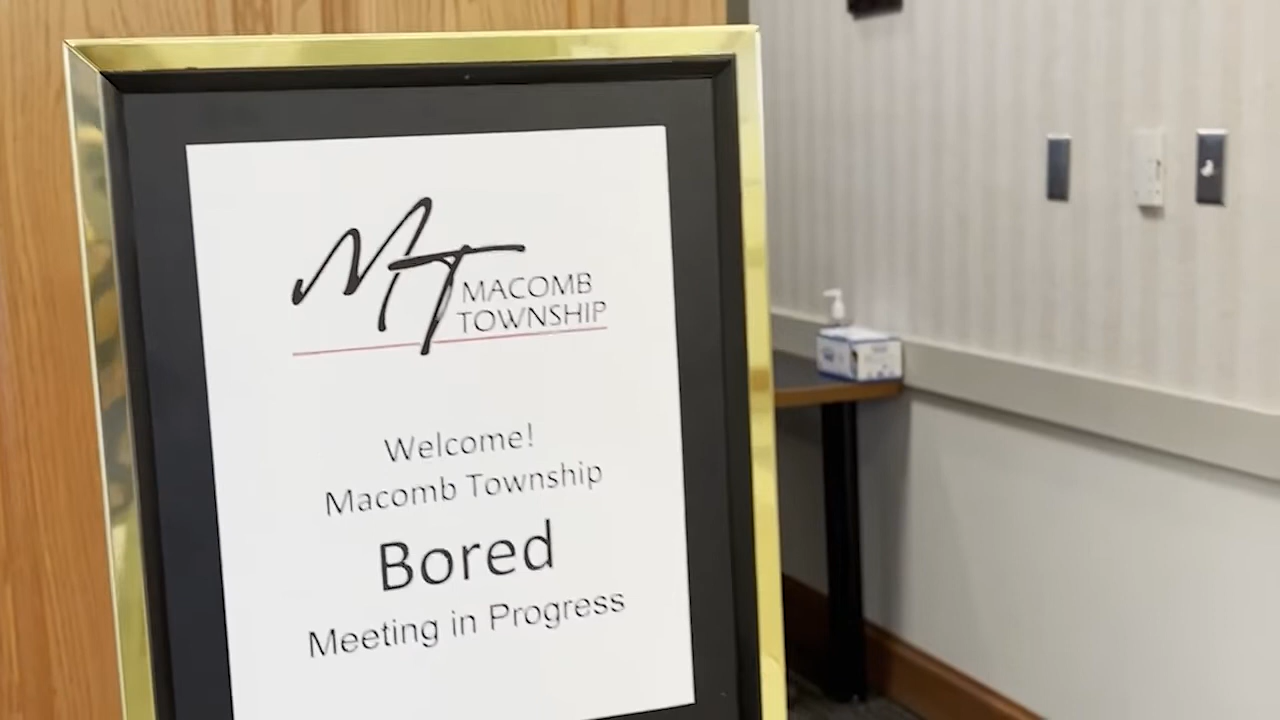 MT
MACOMB
TOWNSHIP
Welcome!
Macomb Township
Bored
Meeting in Progress